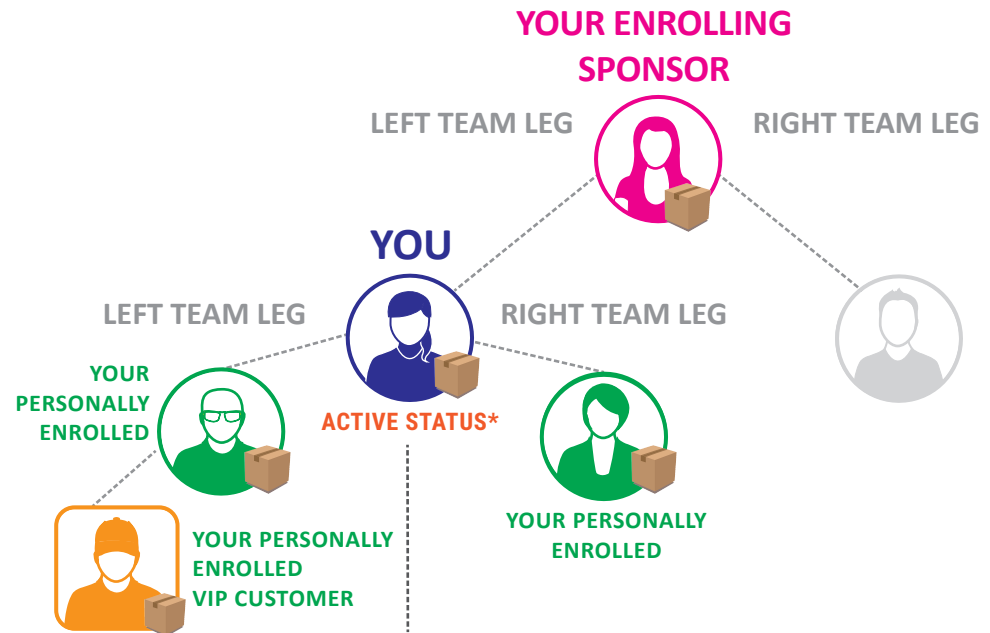 YOUR ENROLLING
SPONSOR
LEFT TEAM LEG
RIGHT TEAM LEG
YOU
LEFT TEAM LEG
RIGHT TEAM LEG
YOUR
PERSONALLY
ENROLLED
ACTIVE STATUS*
YOUR PERSONALLY
ENROLLED
YOUR PERSONALLY
ENROLLED
VIP CUSTOMER